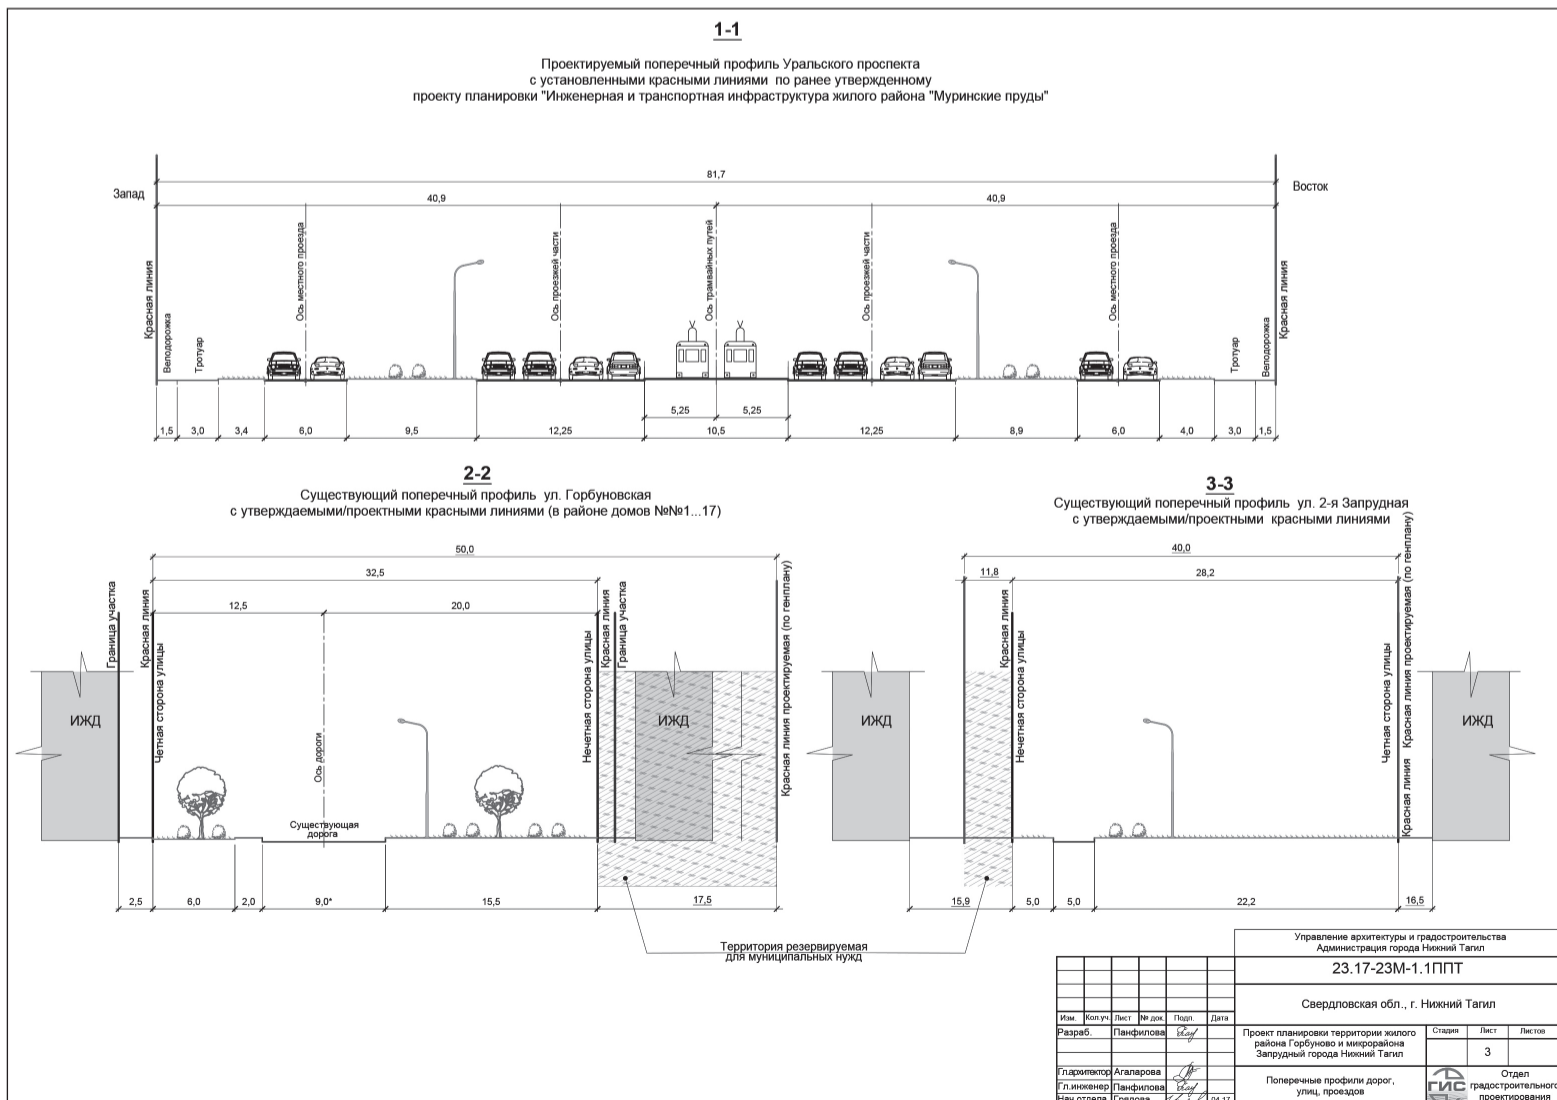 1-1
Проектируемый поперечный профиль Уральского проспекта
с установленными красными линиями по ранее утвержденному
проекту планировки "Инженерная и транспортная инфраструктура жилого района "Муринские пруды"
81,7
Запад
Восток
40,9
40,9
Красная линия
Велодорожка
Тротуар
Ось местного проезда
Ось проезжей части
Ось трамвайных путей
Ось проезжей части
Ось местного проезда
Тротуар
Велодорожка
Красная линия
5,25
5,25
1,5
3,0
3,4
6,0
9,5
12,25
10,5
12,25
8,9
6,0
4,0
3,0
1,5
2-2
Существующий поперечный профиль ул. Горбуновская
с утверждаемыми/проектными красными линиями (в районе домов №№1...17)
50,0
32,5
12,5
20,0
Граница участка
Красная линия
Четная сторона улицы
Ось дороги
Нечетная сторона улицы
Красная линия
Граница участка
Красная линия проектируемая (по генплану)
ИЖД
ИЖД
Существующая
дорога
2,5
6,0
2,0
9,0*
15,5
17,5
3-3
Существующий поперечный профиль ул. 2-я Запрудная
с утверждаемыми/проектными красными линиями
40,0
11,8
28,2
Красная линия
Нечетная сторона улицы
Четная сторона улицы
Красная линия
Красная линия проектируемая (по генплану)
ИЖД
ИЖД
15,9
5,0
5,0
22,2
16,5
Территория резервируемая
для муниципальных нужд
Управление архитектуры и градостроительства
Администрация города Нижний Тагил
23.17-23М-1.1ППТ
Свердловская обл., г. Нижний Тагил
Изм.
Кол.уч.
Лист
№ док.
Подп.
Дата
Разраб.
Панфилова
Проект планировки территории жилого
района Горбуново и микрорайона
Запрудный города Нижний Тагил
Стадия
Лист
Листов
3
Гл.архитектор
Агапарова
Гл.инженер
Панфилова
Нач.отдела
04.17
Поперечные профили дорог,
улиц, проездов
ГИС
Отдел
градостроительного
проектирования